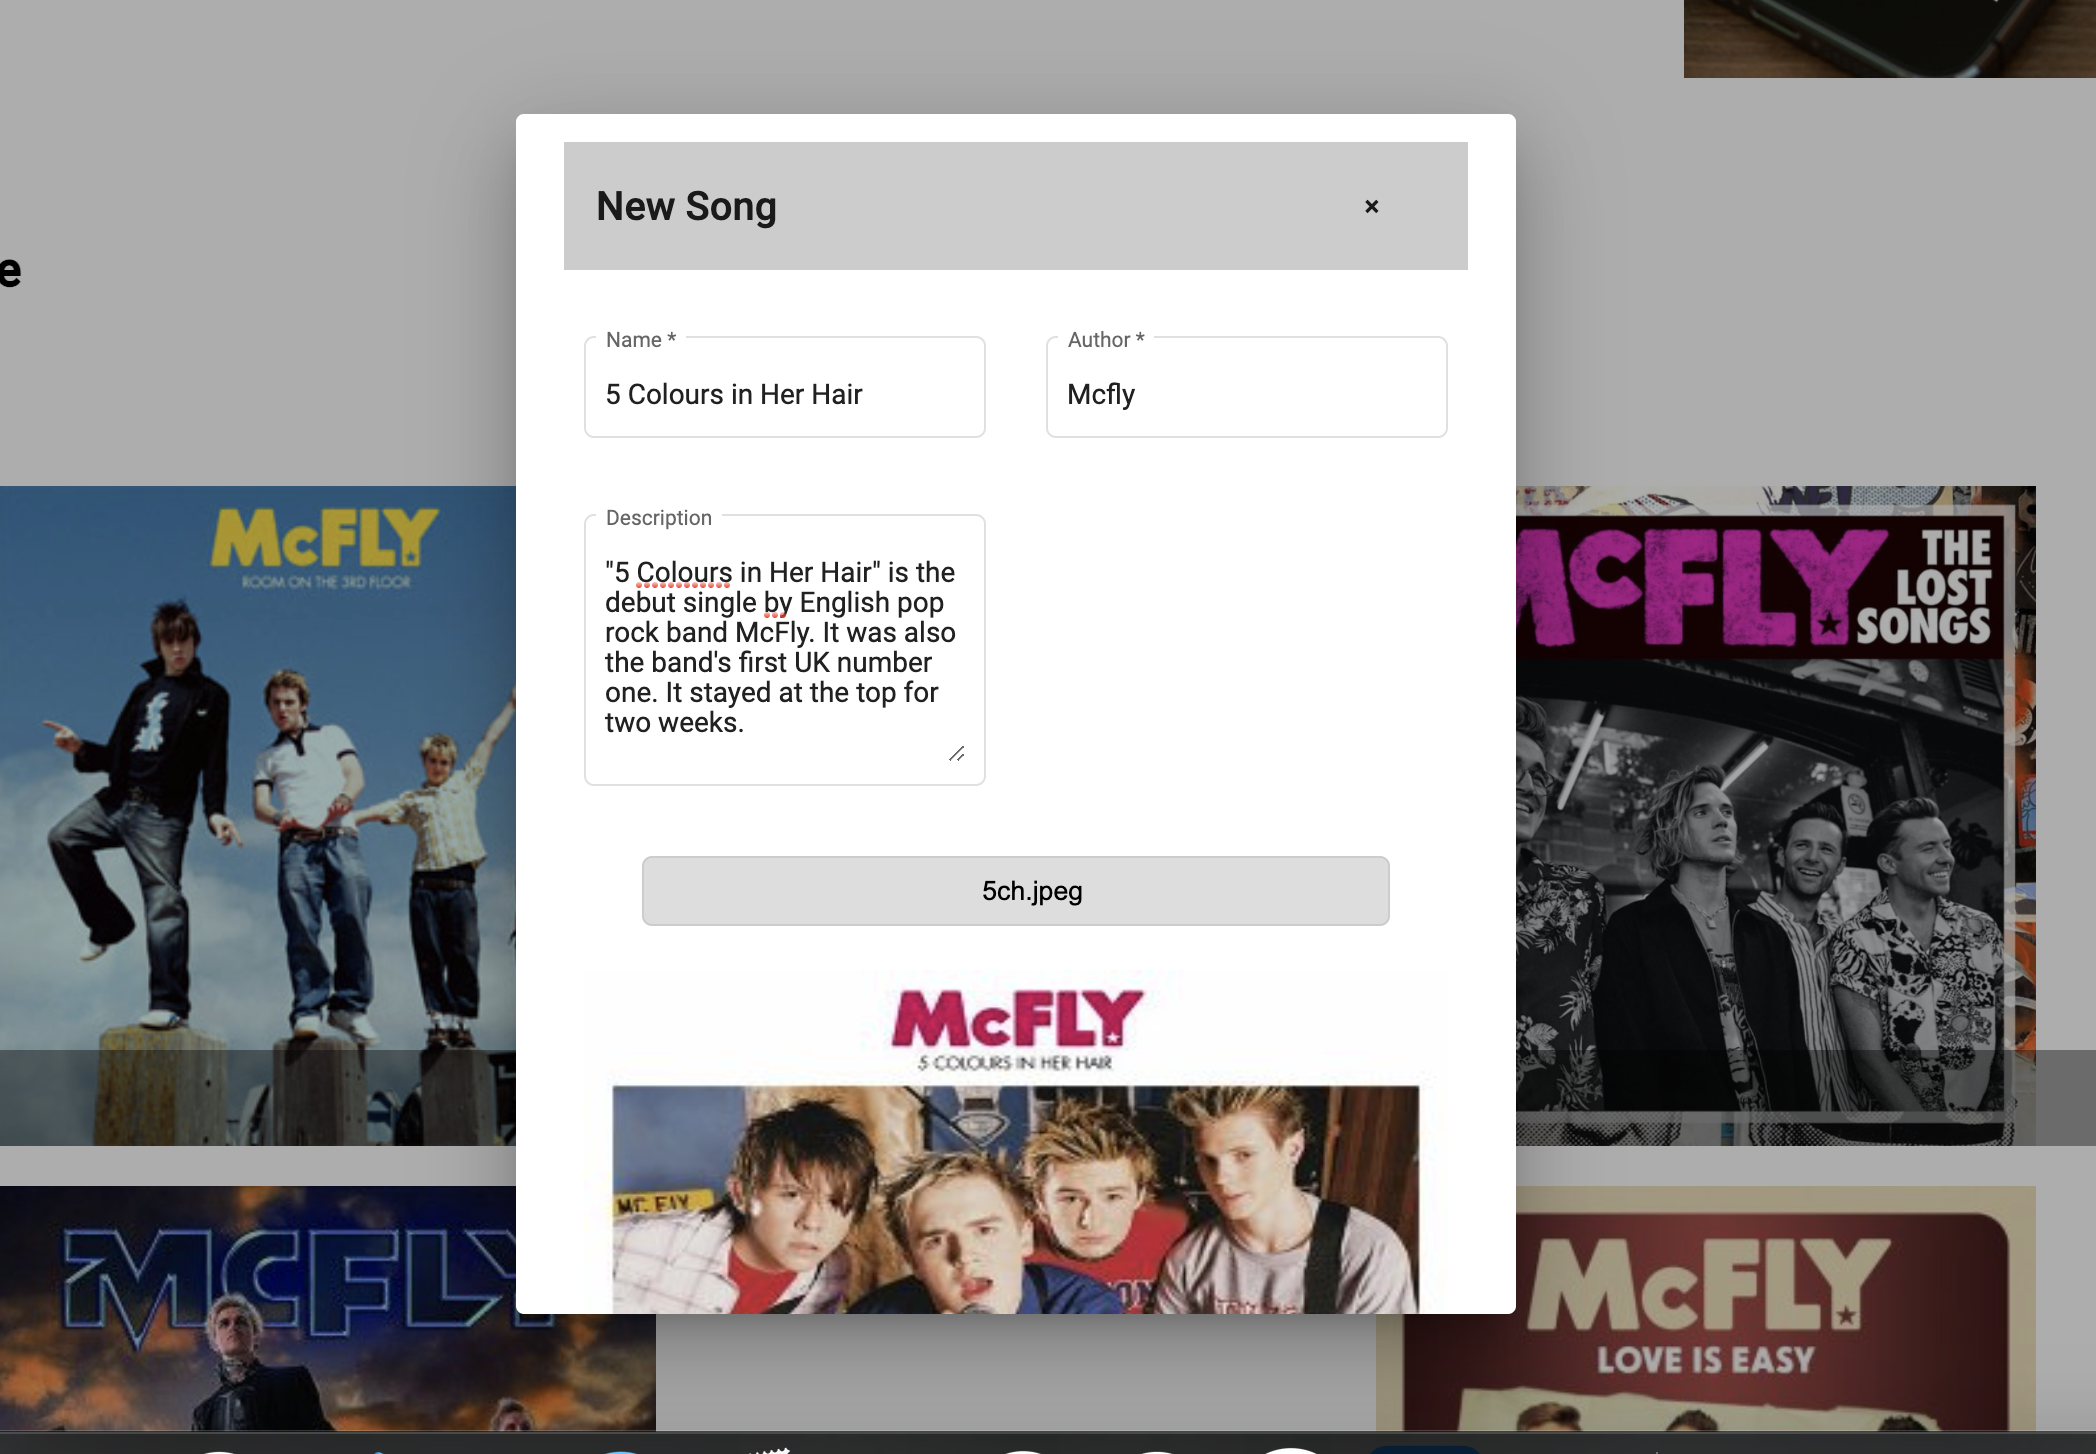 e
New Song
×
Name *
5 Colours in Her Hair
Author *
Mcfly
Description
"5 Colours in Her Hair" is the
debut single by English pop
rock band McFly. It was also
the band's first UK number
one. It stayed at the top for
two weeks.
5ch.jpeg
McFLY
5 COLOURS IN HER HAIR
MC FLY
McFLY
ROOM ON THE 3RD FLOOR
McFLY
THE
LOST
SONGS
McFLY
McFLY
LOVE IS EASY